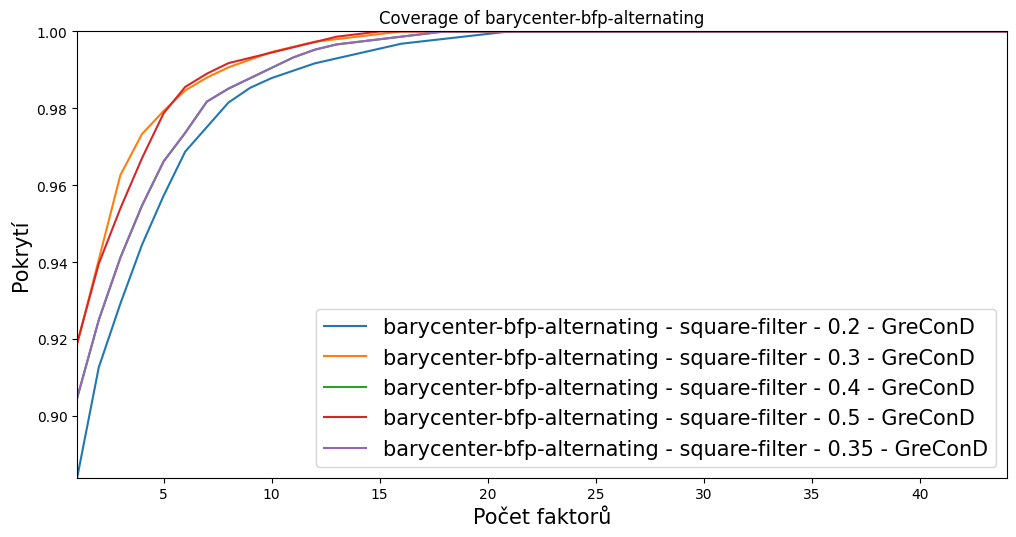 Coverage of barycenter-bfp-alternating
1.00
0.98
0.96
0.94
0.92
0.90
Pokrytí
barycenter-bfp-alternating - square-filter - 0.2 - GreConD
barycenter-bfp-alternating - square-filter - 0.3 - GreConD
barycenter-bfp-alternating - square-filter - 0.4 - GreConD
barycenter-bfp-alternating - square-filter - 0.5 - GreConD
barycenter-bfp-alternating - square-filter - 0.35 - GreConD
5 10 15 20 25 30 35 40
Počet faktorů